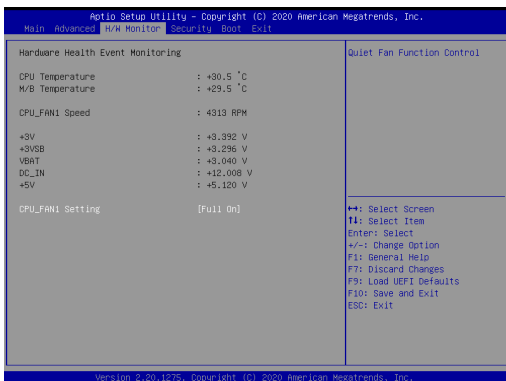 Aptio Setup Utility – Copyright (C) 2020 American Megatrends, Inc.
Main Advanced H/W Monitor Security Boot Exit
Hardware Health Event Monitoring
CPU Temperature : +30.5 °C
M/B Temperature : +29.5 °C
CPU_FAN1 Speed : 4313 RPM
+3V : +3.392 V
+3VSB : +3.296 V
VBAT : +3.040 V
DC_IN : +12.008 V
+5V : +5.120 V
CPU_FAN1 Setting [Full On]
Quiet Fan Function Control
↔: Select Screen
↑↓: Select Item
Enter: Select
+/-: Change Option
F1: General Help
F7: Discard Changes
F9: Load UEFI Defaults
F10: Save and Exit
ESC: Exit
Version 2.20.1275. Copyright (C) 2020 American Megatrends, Inc.